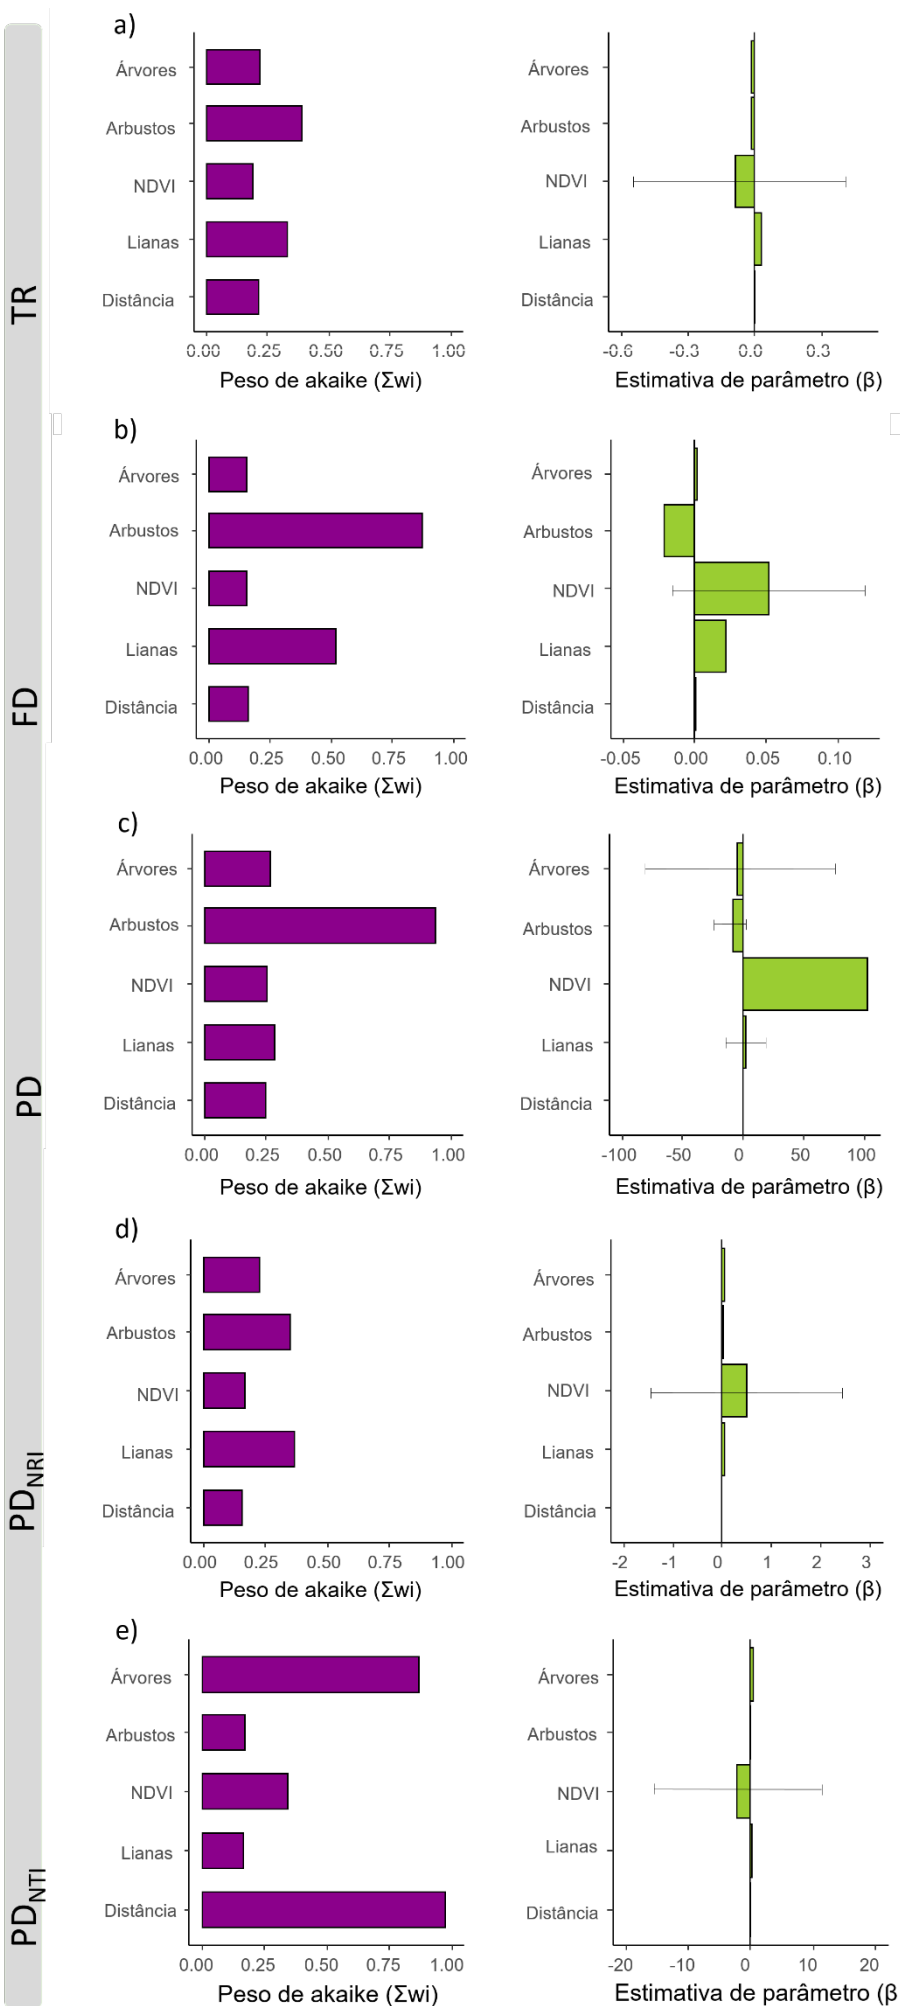 a)
Árvores
Arbustos
NDVI
Lianas
Distância
0.00 0.25 0.50 0.75 1.00
Peso de akaike (Σwi)
Árvores
Arbustos
NDVI
Lianas
Distância
-0.6 -0.3 0.0 0.3
Estimativa de parâmetro (β)
TR
b)
Árvores
Arbustos
NDVI
Lianas
Distância
0.00 0.25 0.50 0.75 1.00
Peso de akaike (Σwi)
Árvores
Arbustos
NDVI
Lianas
Distância
-0.05 0.00 0.05 0.10
Estimativa de parâmetro (β)
FD
c)
Árvores
Arbustos
NDVI
Lianas
Distância
0.00 0.25 0.50 0.75 1.00
Peso de akaike (Σwi)
Árvores
Arbustos
NDVI
Lianas
Distância
-100 -50 0 50 100
Estimativa de parâmetro (β)
PD
d)
Árvores
Arbustos
NDVI
Lianas
Distância
0.00 0.25 0.50 0.75 1.00
Peso de akaike (Σwi)
Árvores
Arbustos
NDVI
Lianas
Distância
-2 -1 0 1 2 3
Estimativa de parâmetro (β)
PDNRI
e)
Árvores
Arbustos
NDVI
Lianas
Distância
0.00 0.25 0.50 0.75 1.00
Peso de akaike (Σwi)
Árvores
Arbustos
NDVI
Lianas
Distância
-20 -10 0 10 20
Estimativa de parâmetro (β
PDNTI